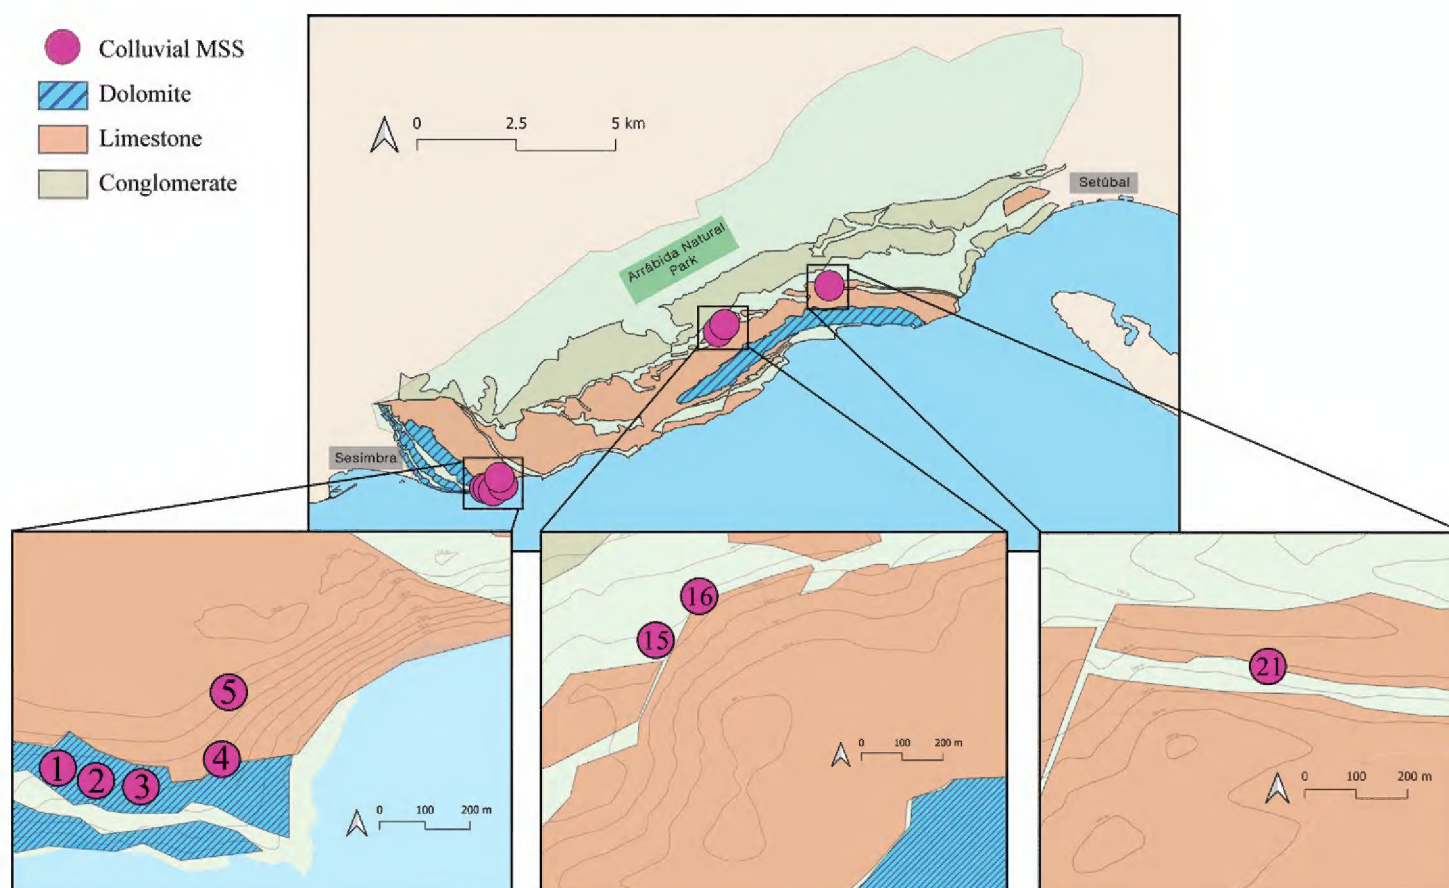 Colluvial MSS
Dolomite
Limestone
Conglomerate
0 2.5 5 km
Setúbal
Arrábida Natural
Park
Sesimbra
5
4
1
2
3
0 100 200 m
16
15
0 100 200 m
21
0 100 200 m